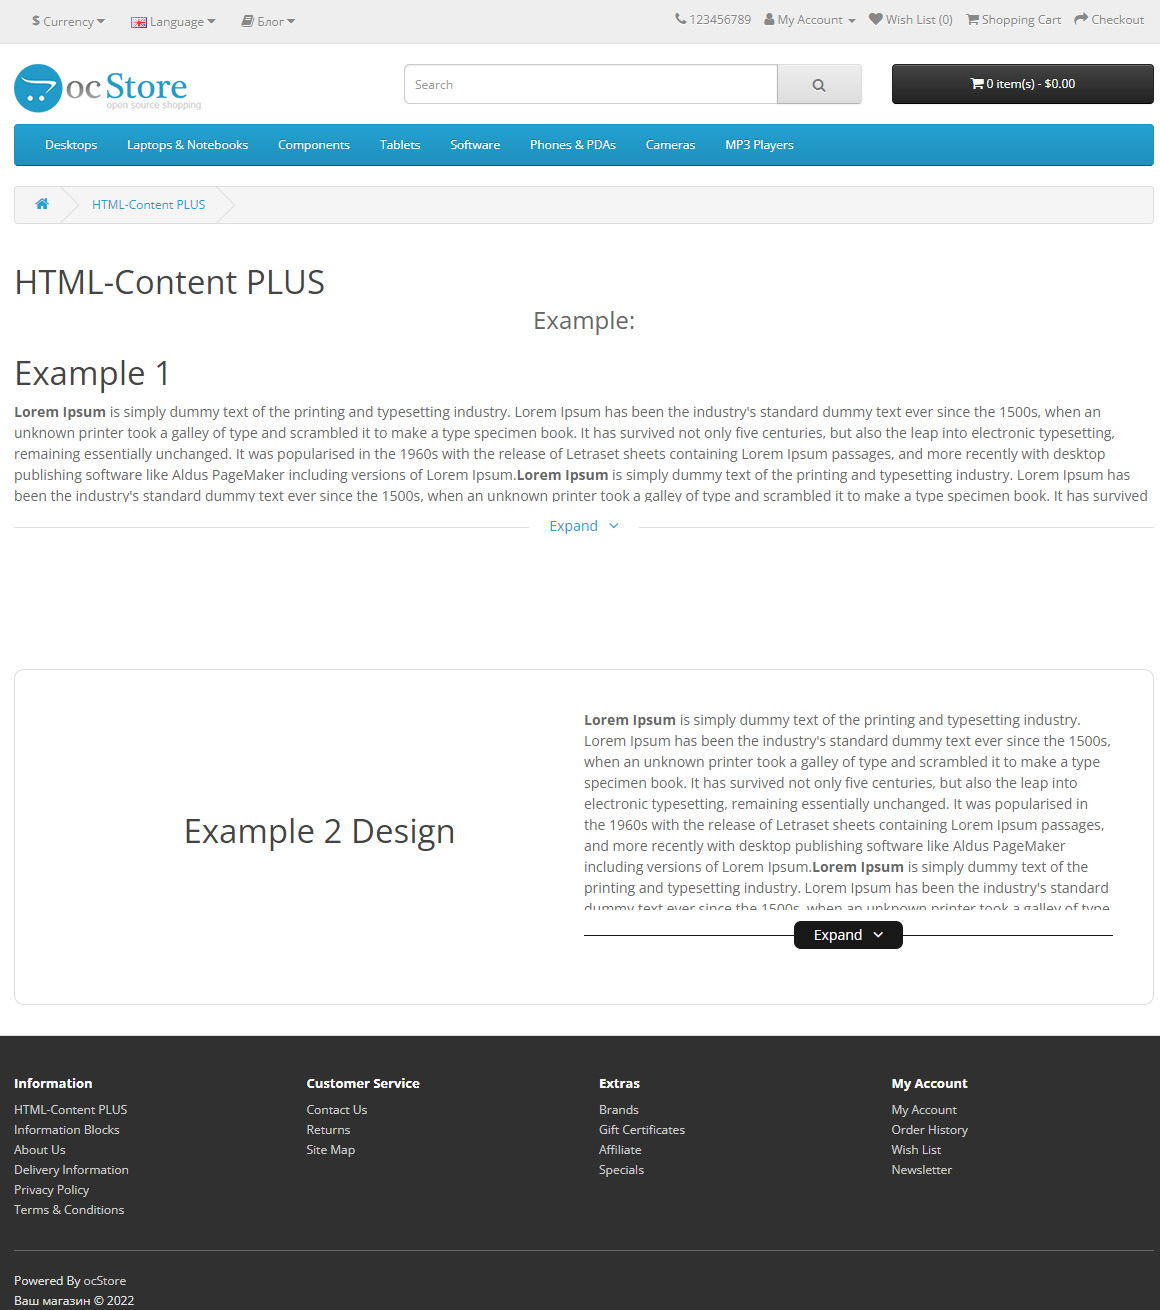 $ Currency Language Блог 123456789 My Account Wish List (0) Shopping Cart Checkout
ocStore
open source shopping
Search
0 item(s) - $0.00
Desktops Laptops & Notebooks Components Tablets Software Phones & PDAs Cameras MP3 Players
HTML-Content PLUS
HTML-Content PLUS
Example:
Example 1
Lorem Ipsum is simply dummy text of the printing and typesetting industry. Lorem Ipsum has been the industry's standard dummy text ever since the 1500s, when an
unknown printer took a galley of type and scrambled it to make a type specimen book. It has survived not only five centuries, but also the leap into electronic typesetting,
remaining essentially unchanged. It was popularised in the 1960s with the release of Letraset sheets containing Lorem Ipsum passages, and more recently with desktop
publishing software like Aldus PageMaker including versions of Lorem Ipsum.Lorem Ipsum is simply dummy text of the printing and typesetting industry. Lorem Ipsum has
been the industry's standard dummy text ever since the 1500s, when an unknown printer took a galley of type and scrambled it to make a type specimen book. It has survived
Expand
Example 2 Design
Lorem Ipsum is simply dummy text of the printing and typesetting industry.
Lorem Ipsum has been the industry's standard dummy text ever since the 1500s,
when an unknown printer took a galley of type and scrambled it to make a type
specimen book. It has survived not only five centuries, but also the leap into
electronic typesetting, remaining essentially unchanged. It was popularised in
the 1960s with the release of Letraset sheets containing Lorem Ipsum passages,
and more recently with desktop publishing software like Aldus PageMaker
including versions of Lorem Ipsum.Lorem Ipsum is simply dummy text of the
printing and typesetting industry. Lorem Ipsum has been the industry's standard
dummy text ever since the 1500s, when an unknown printer took a galley of type
Expand
Information
HTML-Content PLUS
Information Blocks
About Us
Delivery Information
Privacy Policy
Terms & Conditions
Customer Service
Contact Us
Returns
Site Map
Extras
Brands
Gift Certificates
Affiliate
Specials
My Account
My Account
Order History
Wish List
Newsletter
Powered By ocStore
Ваш магазин © 2022